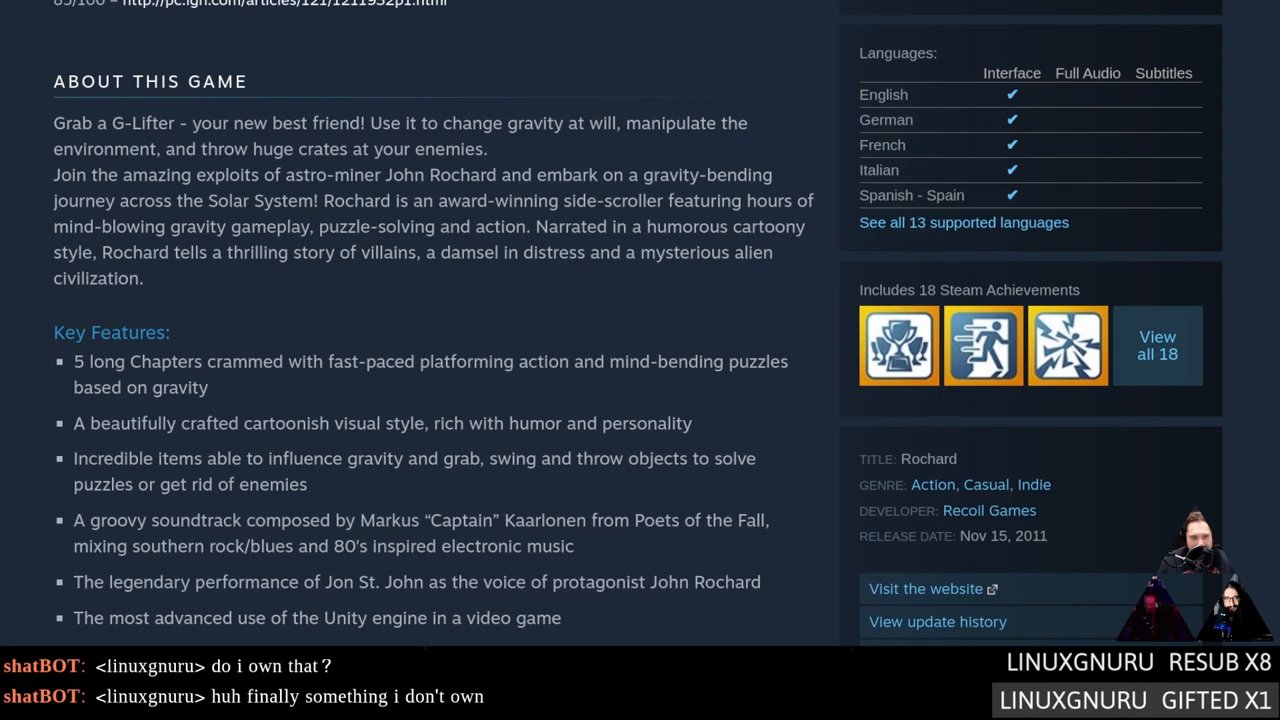 85/100 – http://pc.ign.com/articles/121/1211932p1.html
ABOUT THIS GAME
Grab a G-Lifter - your new best friend! Use it to change gravity at will, manipulate the
environment, and throw huge crates at your enemies.
Join the amazing exploits of astro-miner John Rochard and embark on a gravity-bending
journey across the Solar System! Rochard is an award-winning side-scroller featuring hours of
mind-blowing gravity gameplay, puzzle-solving and action. Narrated in a humorous cartoony
style, Rochard tells a thrilling story of villains, a damsel in distress and a mysterious alien
civilization.
Key Features:
5 long Chapters crammed with fast-paced platforming action and mind-bending puzzles
based on gravity
A beautifully crafted cartoonish visual style, rich with humor and personality
Incredible items able to influence gravity and grab, swing and throw objects to solve
puzzles or get rid of enemies
A groovy soundtrack composed by Markus “Captain” Kaarlonen from Poets of the Fall,
mixing southern rock/blues and 80’s inspired electronic music
The legendary performance of Jon St. John as the voice of protagonist John Rochard
The most advanced use of the Unity engine in a video game
Languages:
Interface Full Audio Subtitles
English ✔
German ✔
French ✔
Italian ✔
Spanish - Spain ✔
See all 13 supported languages
Includes 18 Steam Achievements
View
all 18
TITLE: Rochard
GENRE: Action, Casual, Indie
DEVELOPER: Recoil Games
RELEASE DATE: Nov 15, 2011
Visit the website
View update history
shatBOT: <linuxgnuru> do i own that?
shatBOT: <linuxgnuru> huh finally something i don't own
LINUXGNURU RESUB X8
LINUXGNURU GIFTED X1